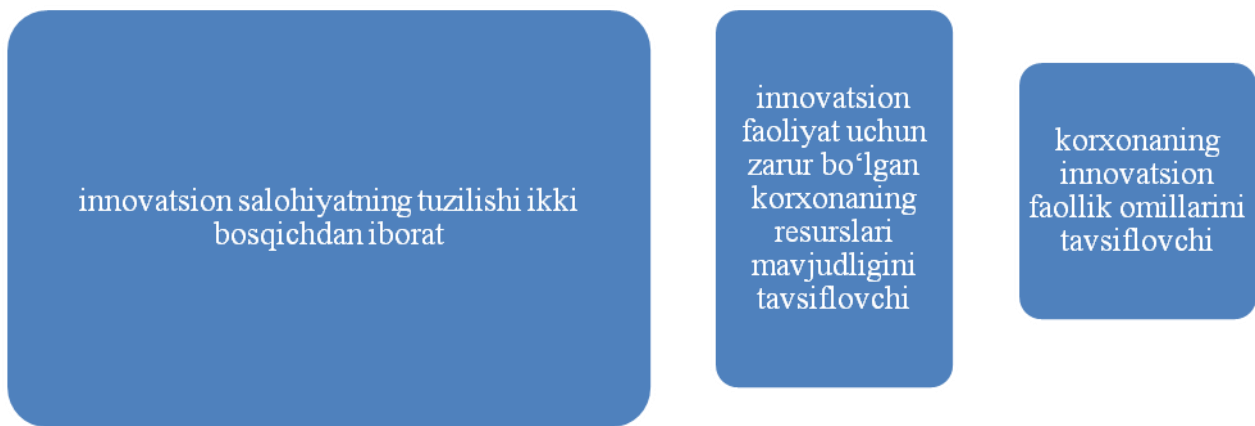 innovatsion salohiyatning tuzilishi ikki
bosqichdan iborat
innovatsion
faoliyat uchun
zarur bo‘lgan
korxonaning
resurslari
mavjudligini
tavsiflovchi
korxonaning
innovatsion
faollik omillarini
tavsiflovchi